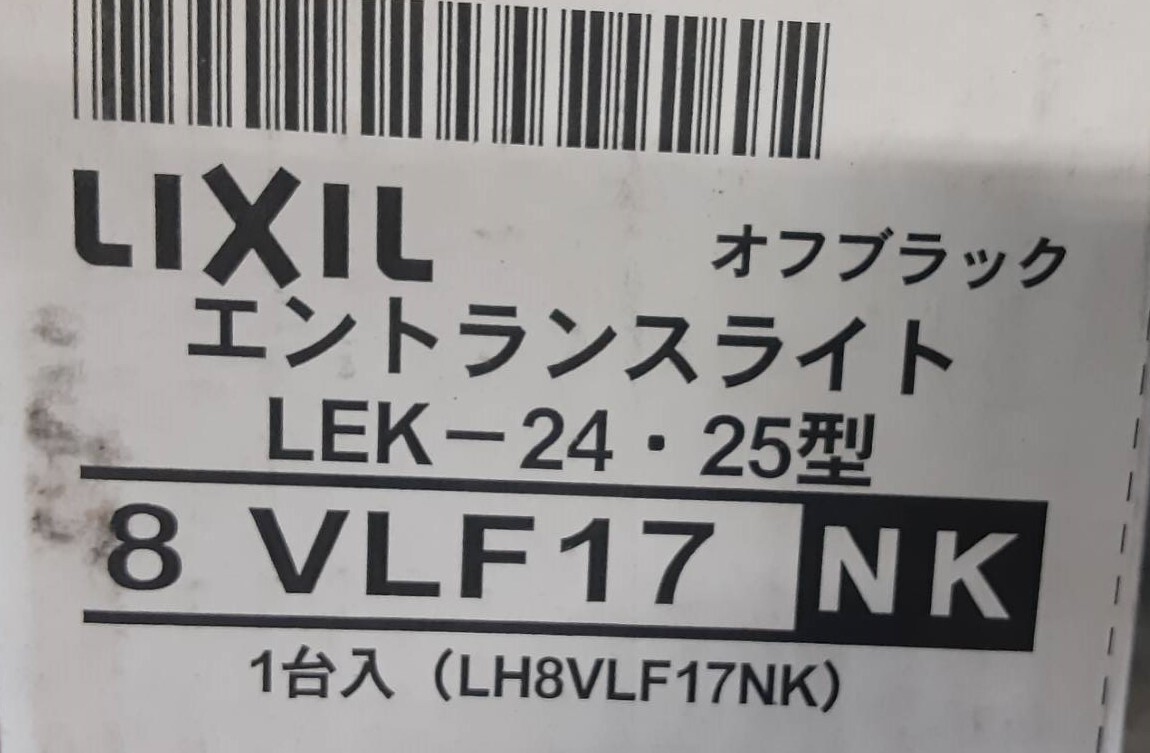 LIXIL
オフブラック
エントランスライト
LEK－24・25型
8 VLF17 NK
1台入（LH8VLF17NK）